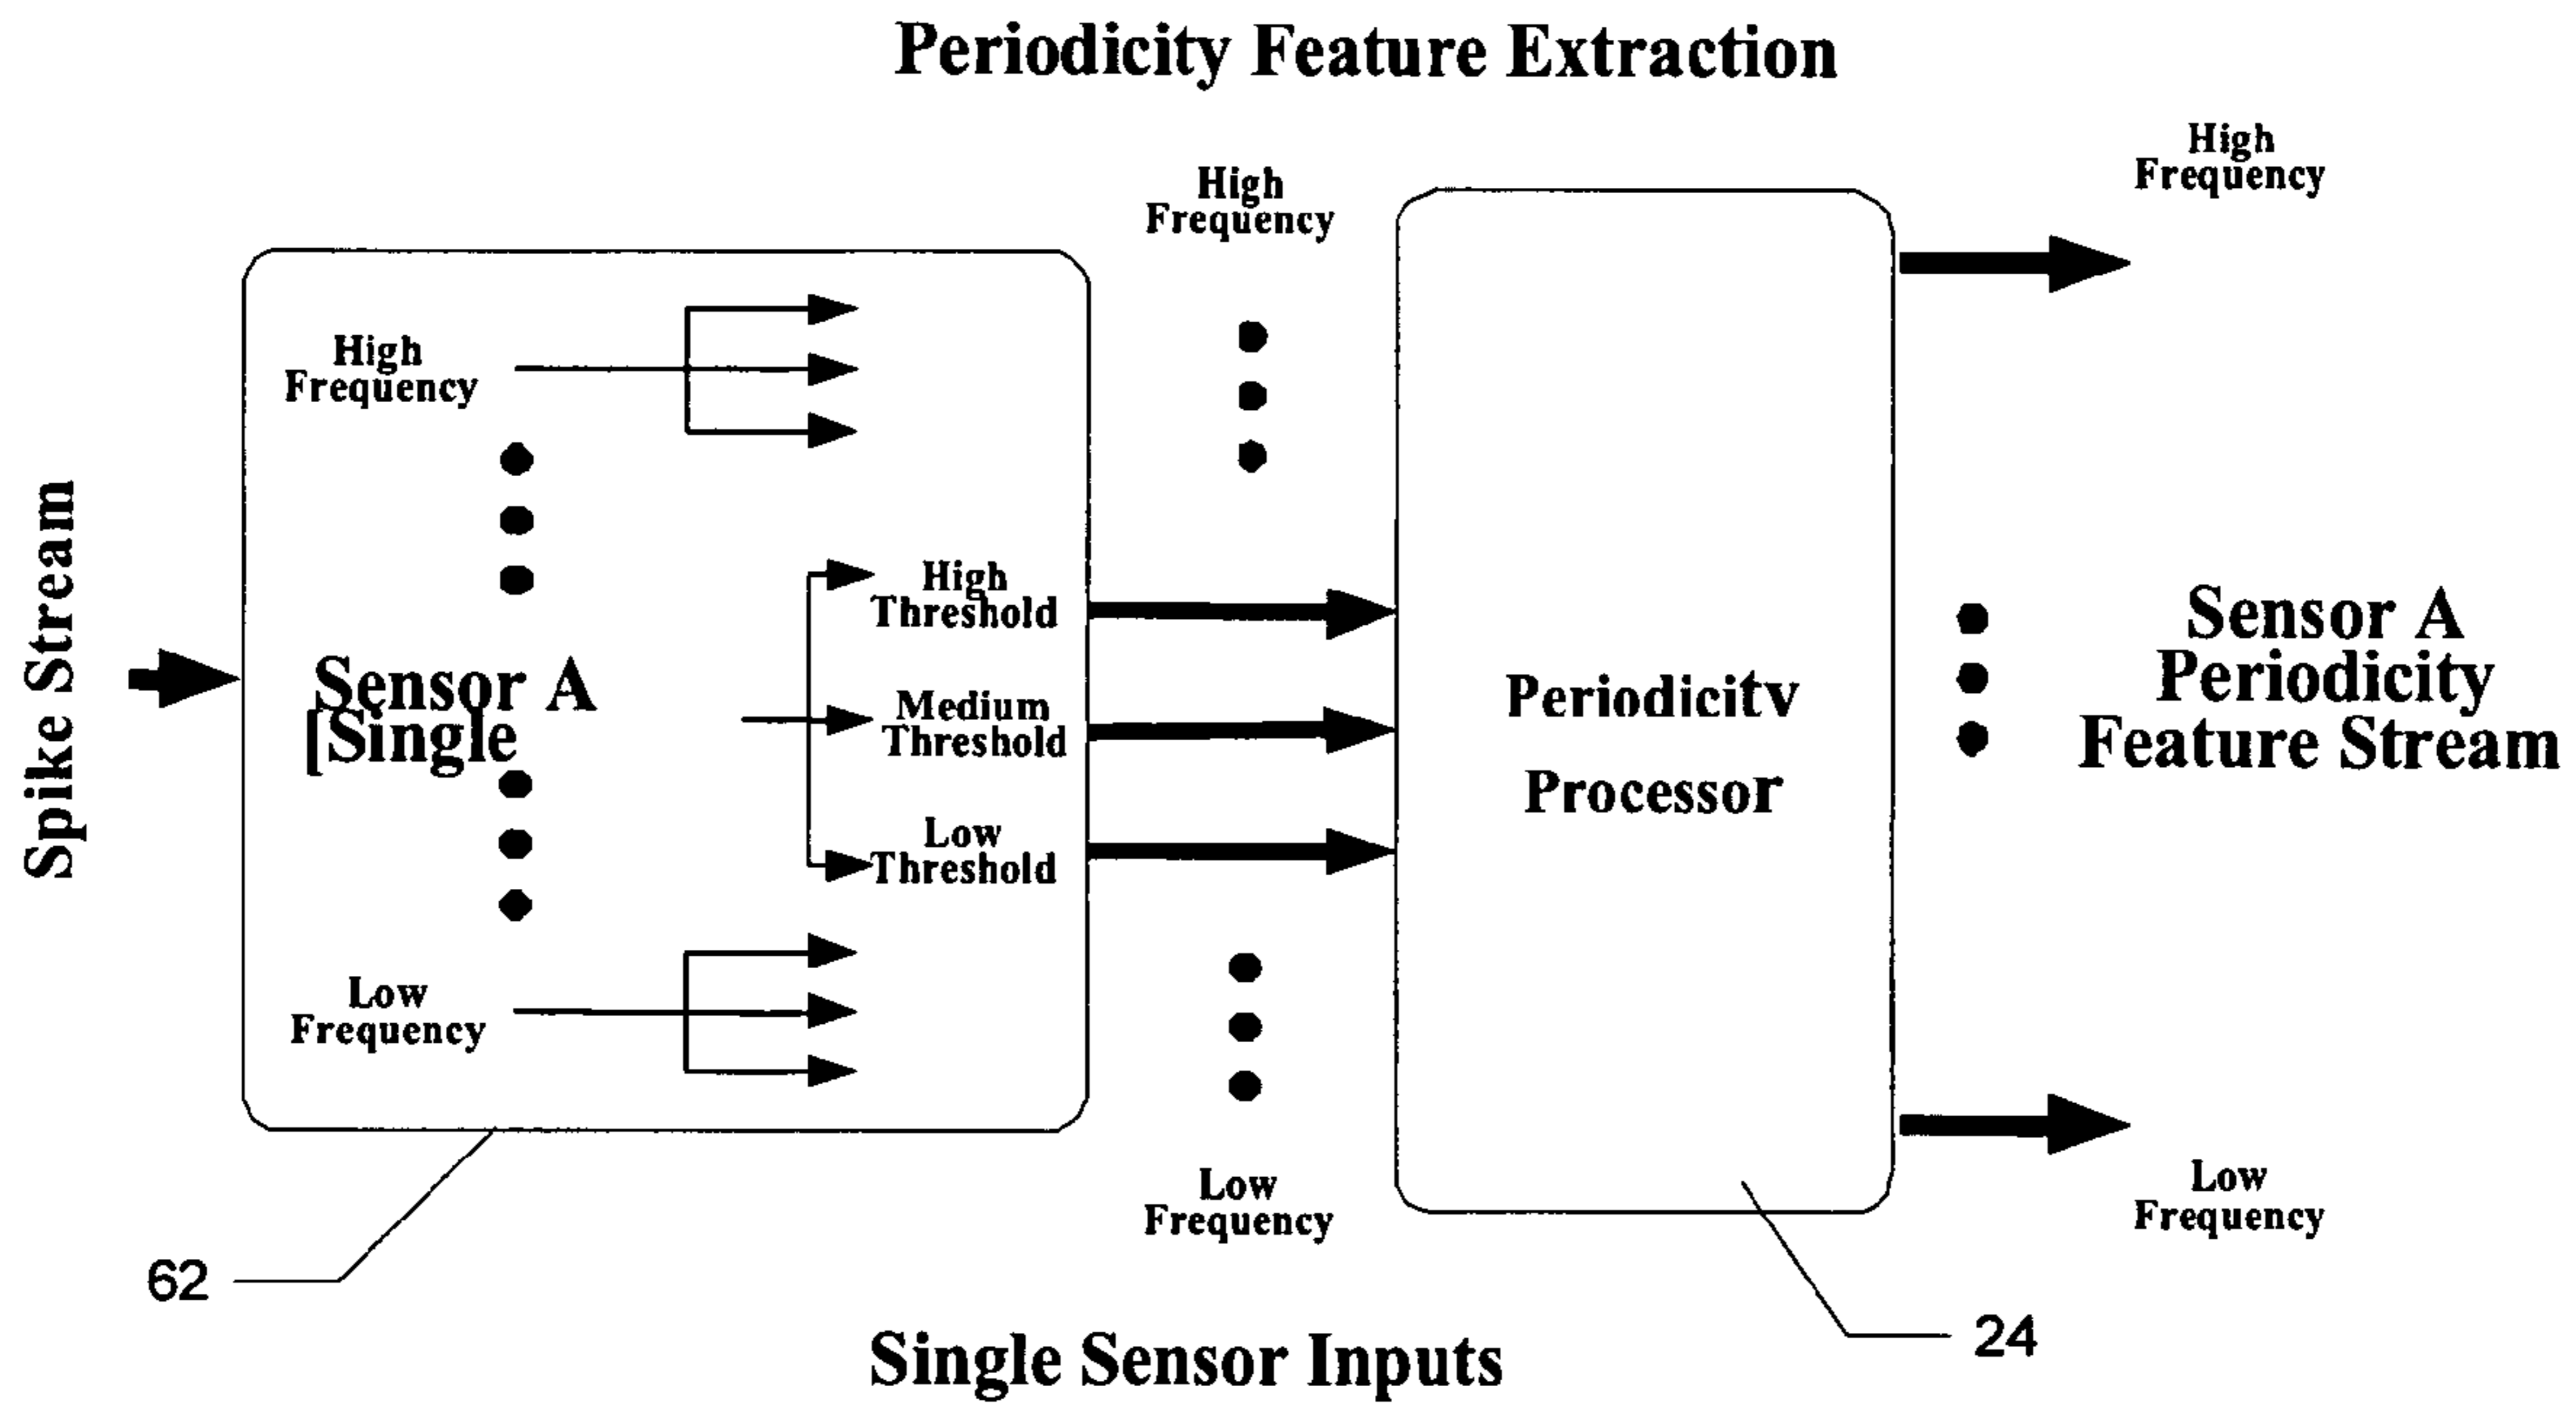 Periodicity Feature Extraction
High
Frequency
High
Frequency
High
Frequency
Spike Stream
Sensor A
[Single
High
Threshold
Medium
Threshold
Low
Threshold
Periodicity
Processor
Sensor A
Periodicity
Feature Stream
Low
Frequency
Low
Frequency
Low
Frequency
62
24
Single Sensor Inputs